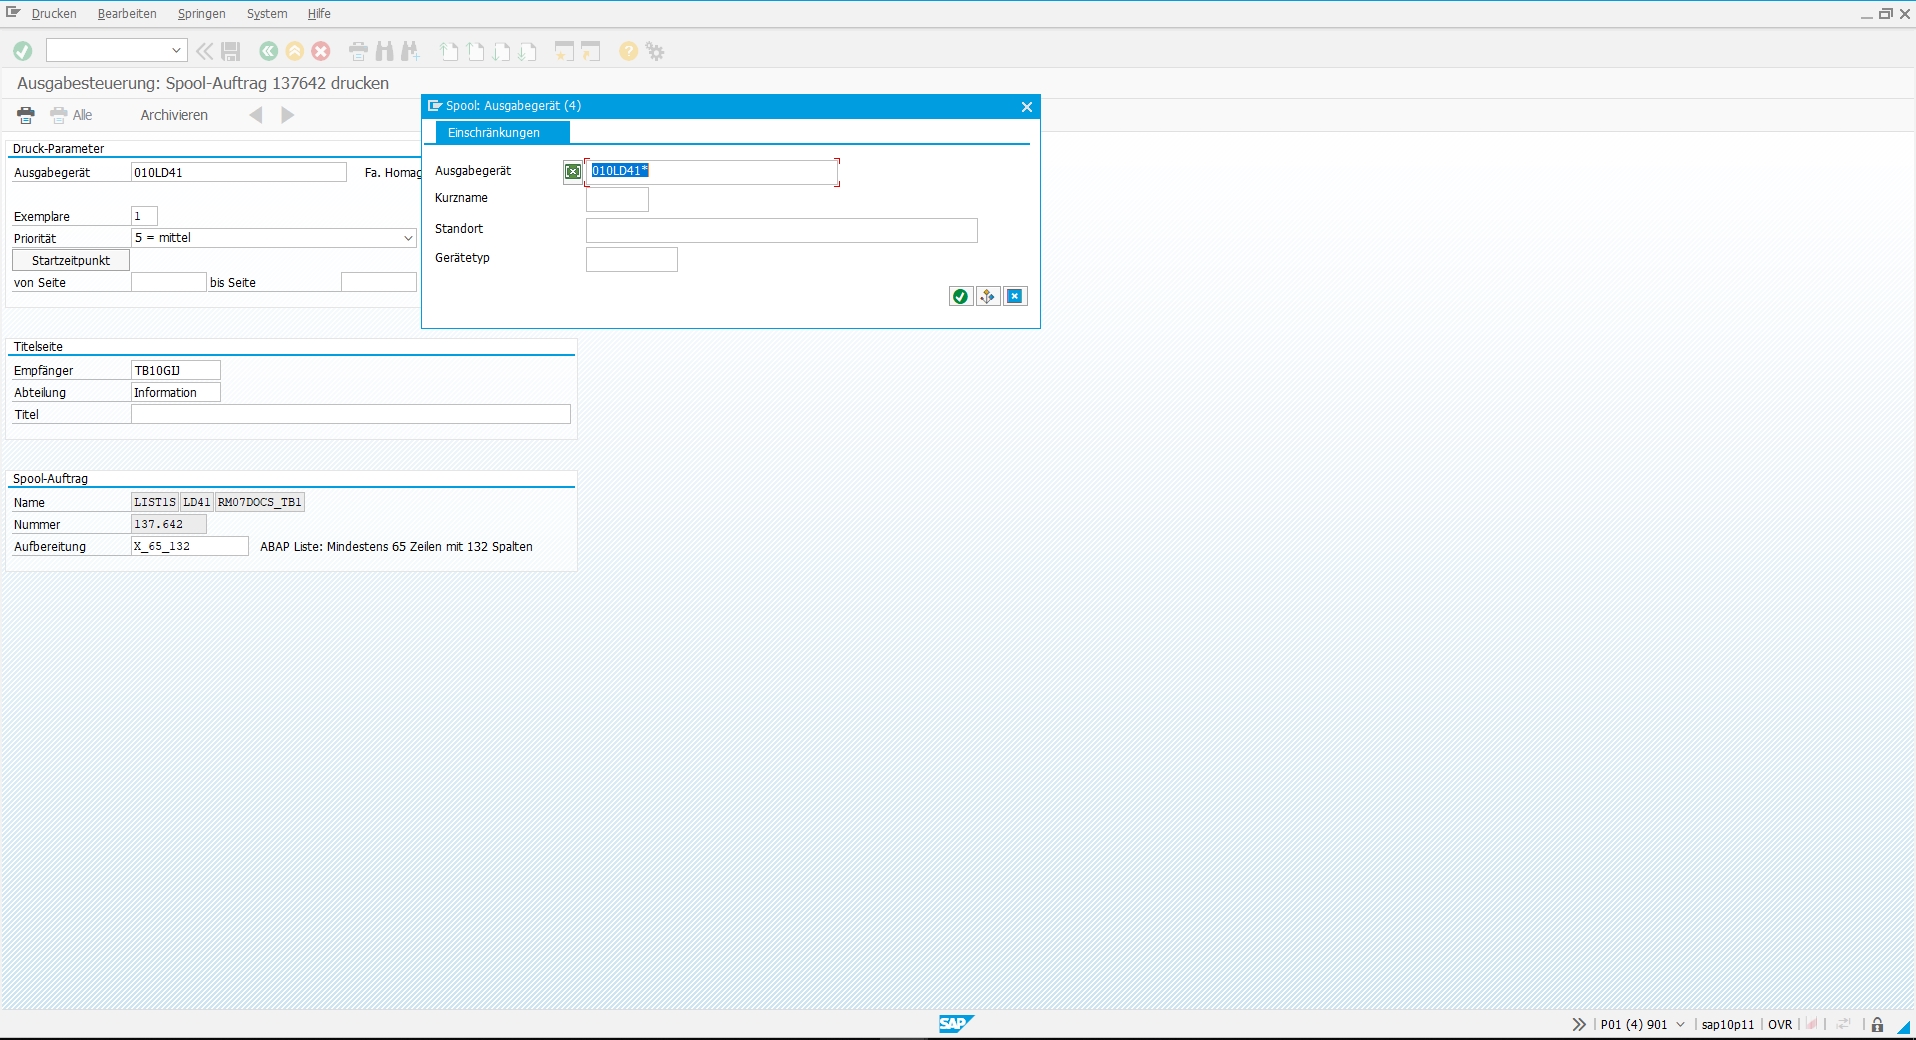 Drucken Bearbeiten Springen System Hilfe
Ausgabesteuerung: Spool-Auftrag 137642 drucken
Alle Archivieren
Spool: Ausgabegerät (4)
Einschränkungen
Ausgabegerät 010LD41*
Kurzname
Standort
Gerätetyp
Druck-Parameter
Ausgabegerät 010LD41 Fa. Homag
Exemplare 1
Priorität 5 = mittel
Startzeitpunkt
von Seite bis Seite
Titelseite
Empfänger TB10GIJ
Abteilung Information
Titel
Spool-Auftrag
Name LIST1S LD41 RM07DOCS_TB1
Nummer 137.642
Aufbereitung X_65_132 ABAP Liste: Mindestens 65 Zeilen mit 132 Spalten
SAP P01 (4) 901 sap10p11 OVR